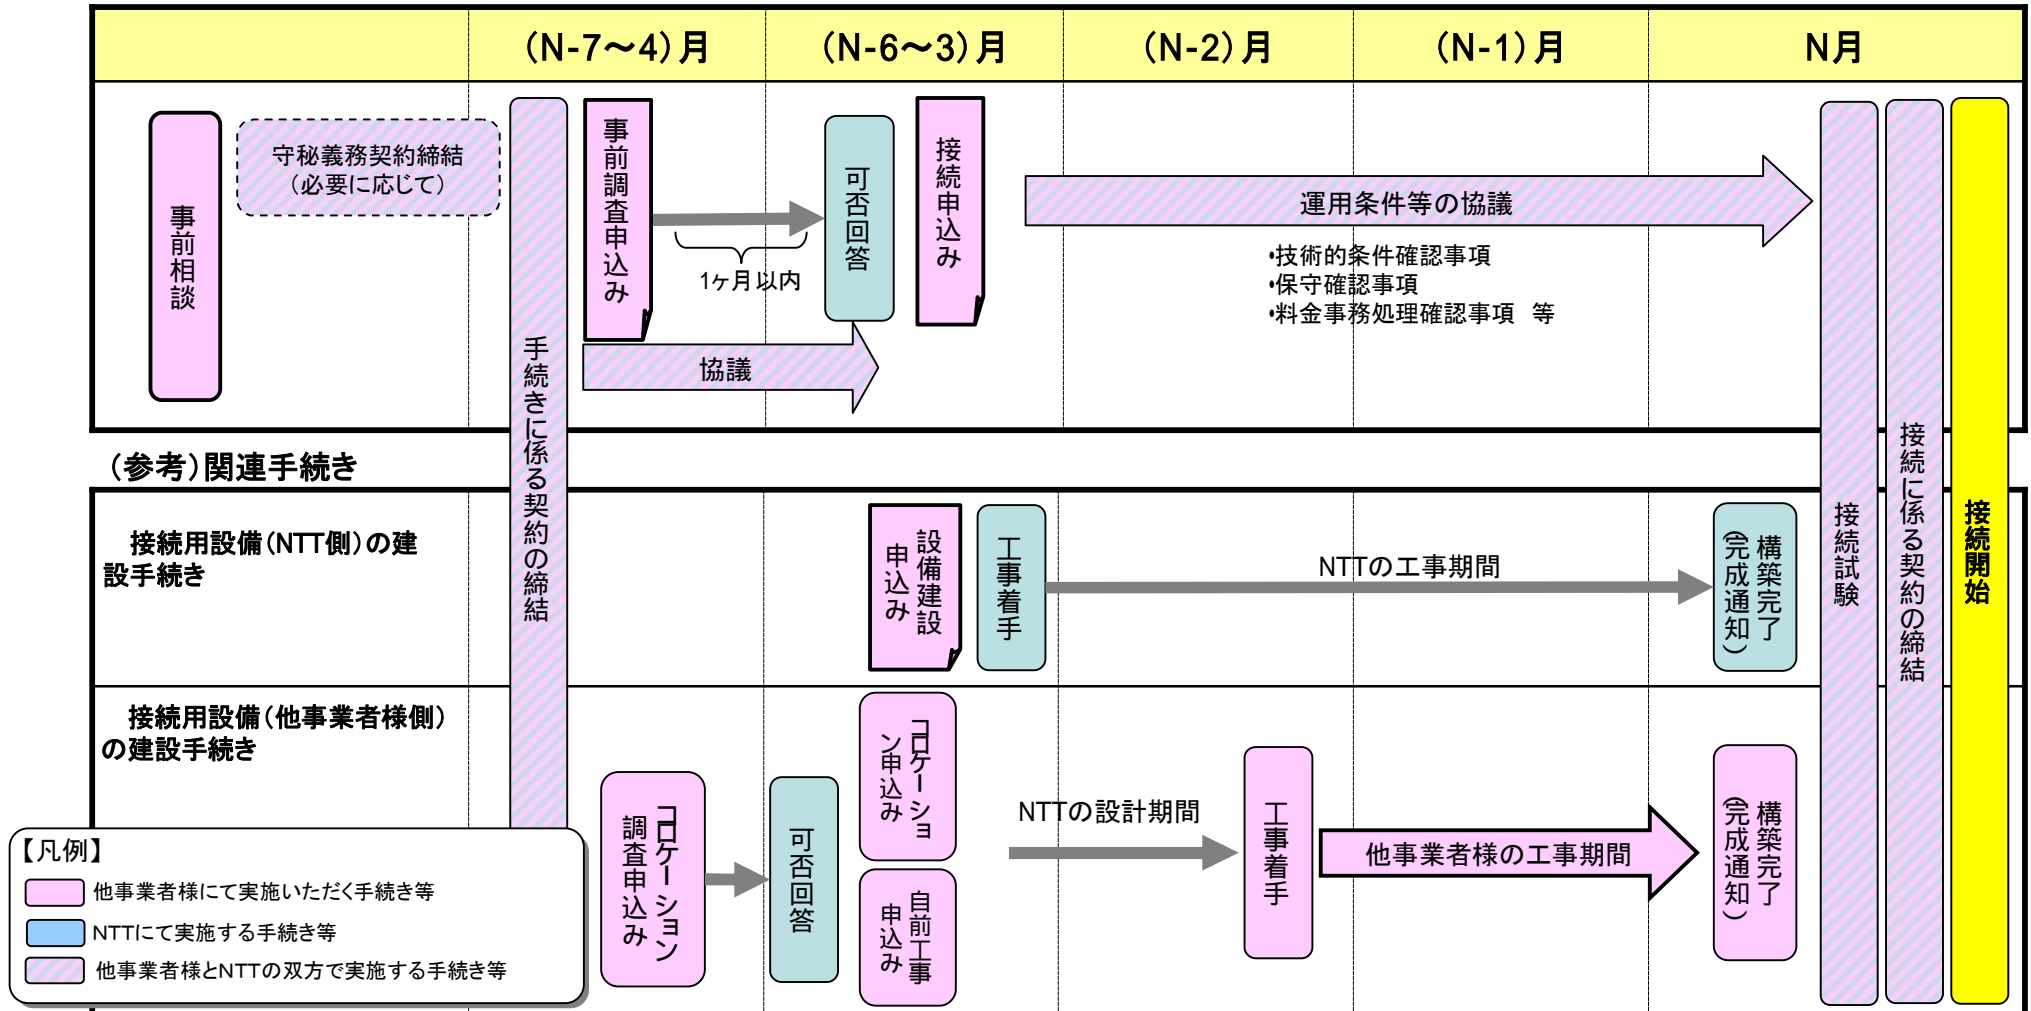 (N-7～4)月
(N-6～3)月
(N-2)月
(N-1)月
N月
事前相談
守秘義務契約締結
(必要に応じて)
手続きに係る契約の締結
事前調査申込み
1ヶ月以内
可否回答
協議
接続申込み
運用条件等の協議
・技術的条件確認事項
・保守確認事項
・料金事務処理確認事項 等
接続試験
接続に係る契約の締結
接続開始
(参考)関連手続き
接続用設備(NTT側)の建
設手続き
設備建設
申込み
工事着手
NTTの工事期間
構築完了
(完成通知)
接続用設備(他事業者様側)
の建設手続き
コロケーション
調査申込み
可否回答
コロケーショ
ン申込み
自前工事
申込み
NTTの設計期間
工事着手
他事業者様の工事期間
構築完了
(完成通知)
【凡例】
他事業者様にて実施いただく手続き等
NTTにて実施する手続き等
他事業者様とNTTの双方で実施する手続き等